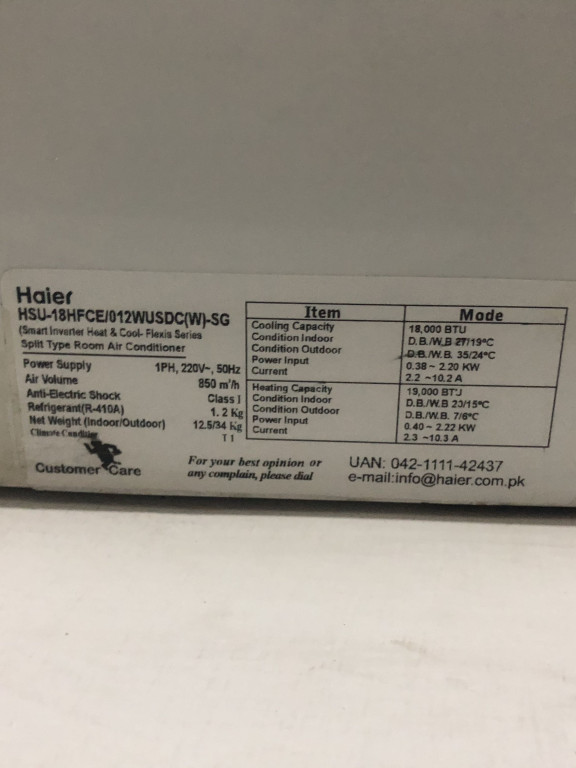 Haier
HSU-18HFCE/012WUSDC(W)-SG
(Smart Inverter Heat & Cool- Flexis Series
Split Type Room Air Conditioner
Power Supply 1PH, 220V~, 50Hz
Air Volume 850 m³/h
Anti-Electric Shock Class I
Refrigerant(R-410A) 1.2 Kg
Net Weight (Indoor/Outdoor) 12.5/34 Kg
Climate Condition T1
Customer Care
Item Mode
Cooling Capacity 18,000 BTU
Condition Indoor D.B./W.B 27/19°C
Condition Outdoor D.B./W.B. 35/24°C
Power Input 0.38 ~ 2.20 KW
Current 2.2 ~10.2 A
Heating Capacity 19,000 BTU
Condition Indoor D.B./W.B 20/15°C
Condition Outdoor D.B./W.B. 7/6°C
Power Input 0.40 ~ 2.22 KW
Current 2.3 ~10.3 A
For your best opinion or
any complain, please dial
UAN: 042-1111-42437
e-mail:info@haier.com.pk